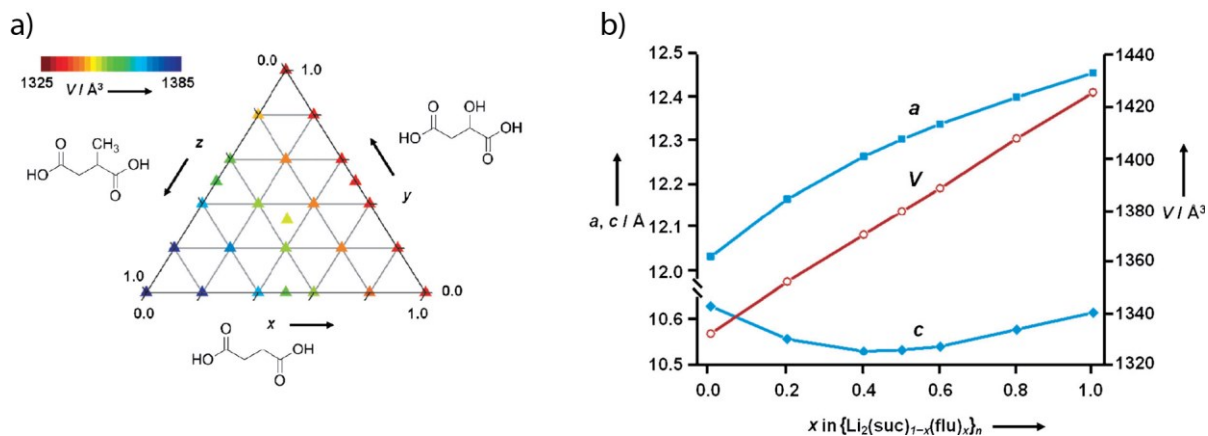 a)
1325 1385
V / Å³
0.0 1.0
z
y
CH₃
O
HO
OH
O
O
OH
HO
OH
O
1.0 0.0
0.0 x 1.0
O
HO
OH
O
b)
12.5
12.4
12.3
12.2
12.1
12.0
10.6
10.5
a, c / Å
a
V
c
1440
1420
1400
1380
1360
1340
1320
V / Å³
0.0 0.2 0.4 0.6 0.8 1.0
x in {Li₂(suc)₁₋ₓ(flu)ₓ}ₙ